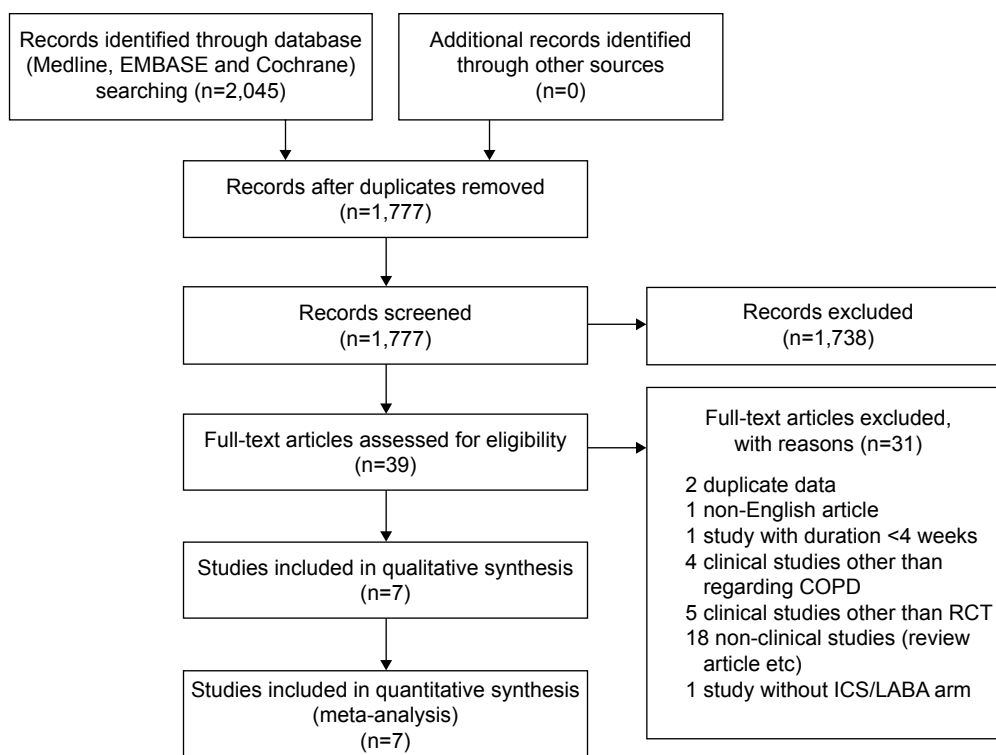 Records identified through database
(Medline, EMBASE and Cochrane)
searching (n=2,045)
Additional records identified
through other sources
(n=0)
Records after duplicates removed
(n=1,777)
Records screened
(n=1,777)
Records excluded
(n=1,738)
Full-text articles assessed for eligibility
(n=39)
Full-text articles excluded,
with reasons (n=31)
2 duplicate data
1 non-English article
1 study with duration <4 weeks
4 clinical studies other than
regarding COPD
5 clinical studies other than RCT
18 non-clinical studies (review
article etc)
1 study without ICS/LABA arm
Studies included in qualitative synthesis
(n=7)
Studies included in quantitative synthesis
(meta-analysis)
(n=7)